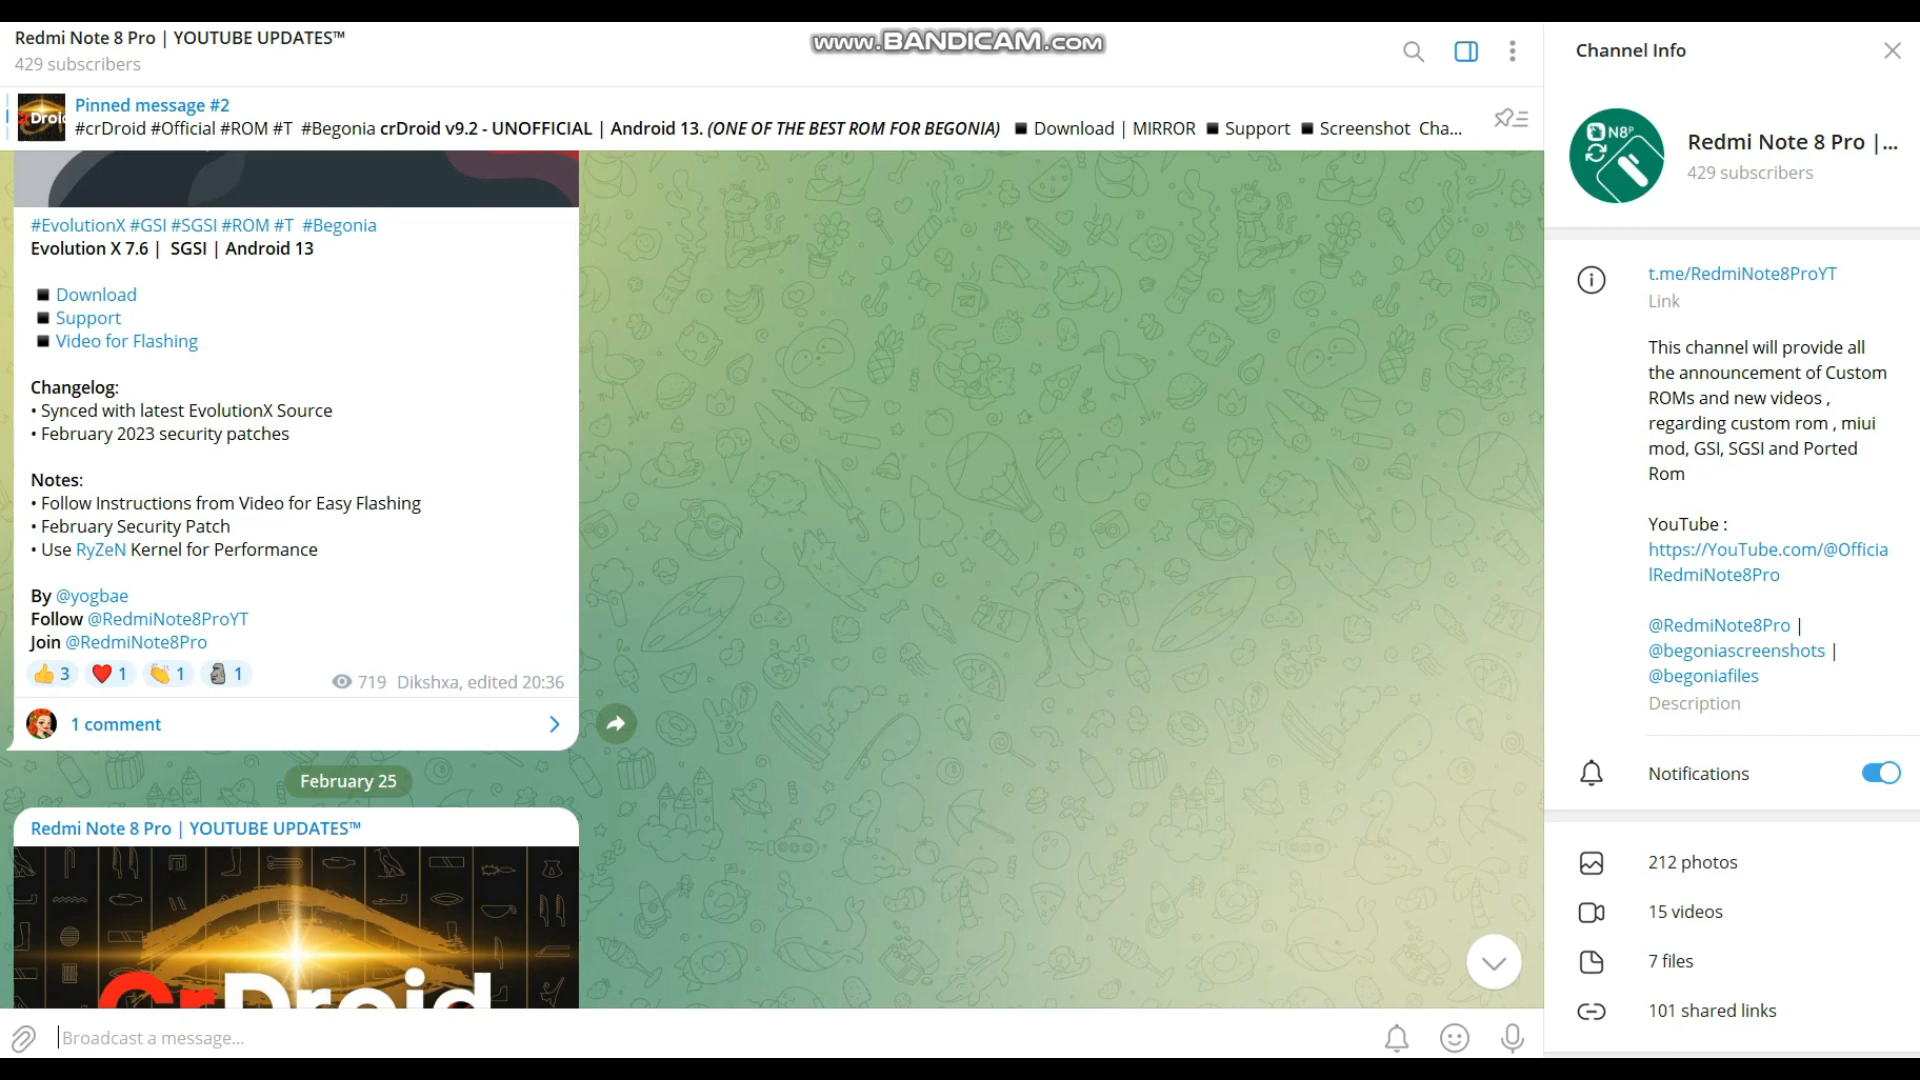 Redmi Note 8 Pro | YOUTUBE UPDATES™
429 subscribers
www.BANDICAM.com
Pinned message #2
#crDroid #Official #ROM #T #Begonia crDroid v9.2 - UNOFFICIAL | Android 13. (ONE OF THE BEST ROM FOR BEGONIA) ◾ Download | MIRROR ◾ Support ◾ Screenshot Cha...
#EvolutionX #GSI #SGSI #ROM #T #Begonia
Evolution X 7.6 | SGSI | Android 13
◾ Download
◾ Support
◾ Video for Flashing
Changelog:
• Synced with latest EvolutionX Source
• February 2023 security patches
Notes:
• Follow Instructions from Video for Easy Flashing
• February Security Patch
• Use RyZeN Kernel for Performance
By @yogbae
Follow @RedmiNote8ProYT
Join @RedmiNote8Pro
👍 3 ❤️ 1 👏 1 🗿 1
719 Dikshxa, edited 20:36
1 comment
February 25
Redmi Note 8 Pro | YOUTUBE UPDATES™
CrDroid
Broadcast a message...
Channel Info
N8P
Redmi Note 8 Pro |...
429 subscribers
t.me/RedmiNote8ProYT
Link
This channel will provide all
the announcement of Custom
ROMs and new videos ,
regarding custom rom , miui
mod, GSI, SGSI and Ported
Rom
YouTube :
https://YouTube.com/@Officia
lRedmiNote8Pro
@RedmiNote8Pro |
@begoniascreenshots |
@begoniafiles
Description
Notifications
212 photos
15 videos
7 files
101 shared links